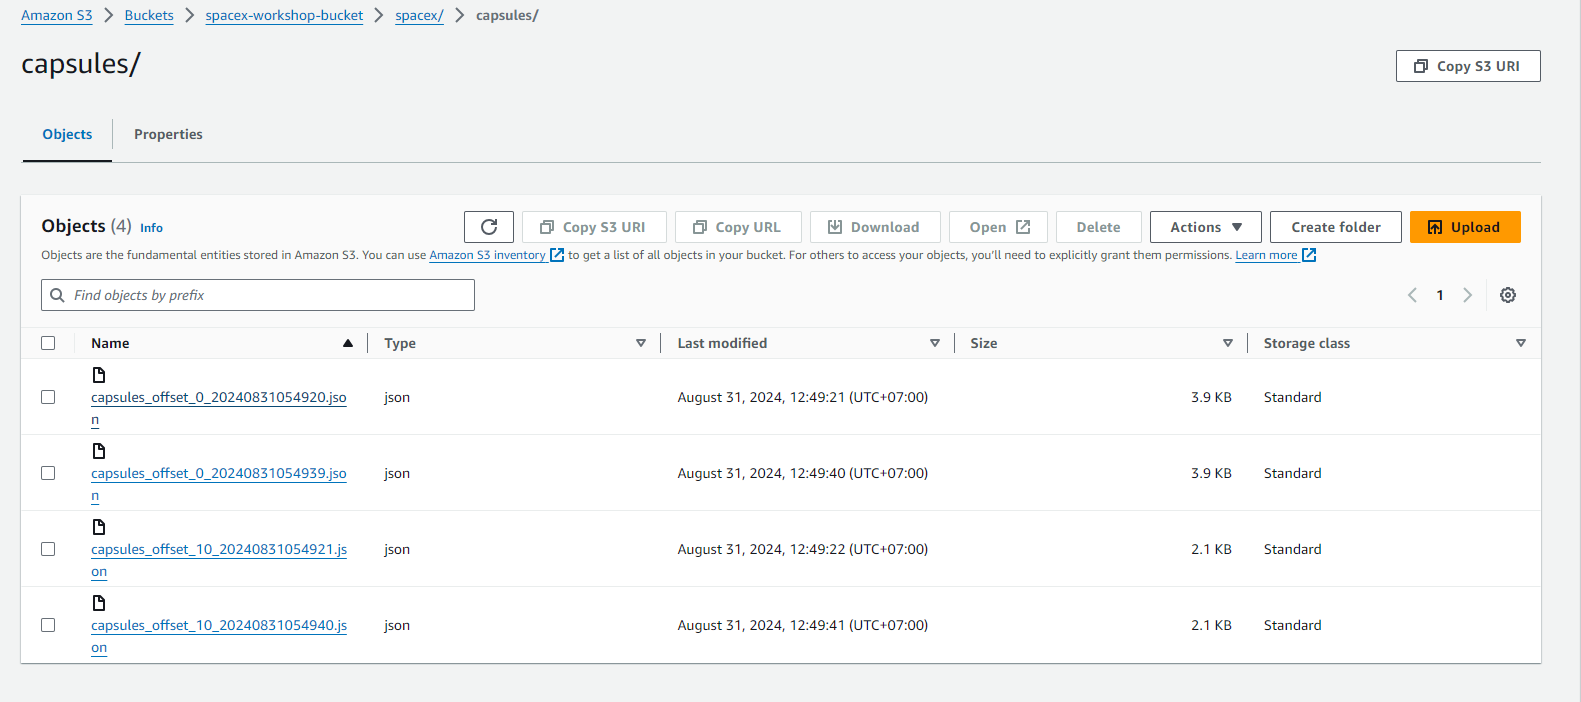 Amazon S3 > Buckets > spacex-workshop-bucket > spacex/ > capsules/
capsules/
Copy S3 URI
Objects
Properties
Objects (4) Info
Copy S3 URI
Copy URL
Download
Open
Delete
Actions
Create folder
Upload
Objects are the fundamental entities stored in Amazon S3. You can use Amazon S3 inventory to get a list of all objects in your bucket. For others to access your objects, you'll need to explicitly grant them permissions. Learn more
Find objects by prefix
1
Name Type Last modified Size Storage class
capsules_offset_0_20240831054920.jso
n
json August 31, 2024, 12:49:21 (UTC+07:00) 3.9 KB Standard
capsules_offset_0_20240831054939.jso
n
json August 31, 2024, 12:49:40 (UTC+07:00) 3.9 KB Standard
capsules_offset_10_20240831054921.js
on
json August 31, 2024, 12:49:22 (UTC+07:00) 2.1 KB Standard
capsules_offset_10_20240831054940.js
on
json August 31, 2024, 12:49:41 (UTC+07:00) 2.1 KB Standard